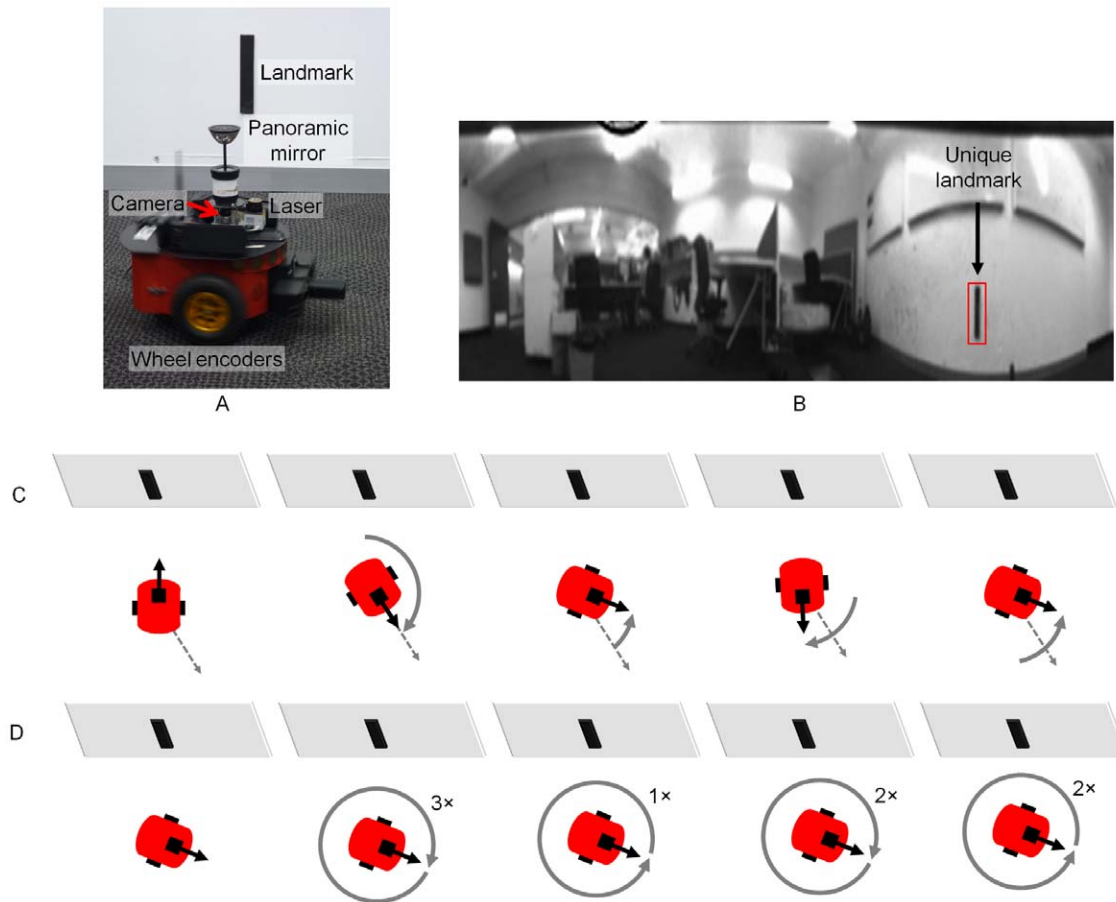 Landmark
Panoramic
mirror
Camera
Laser
Wheel encoders
A
Unique
landmark
B
C
D
3×
1×
2×
2×